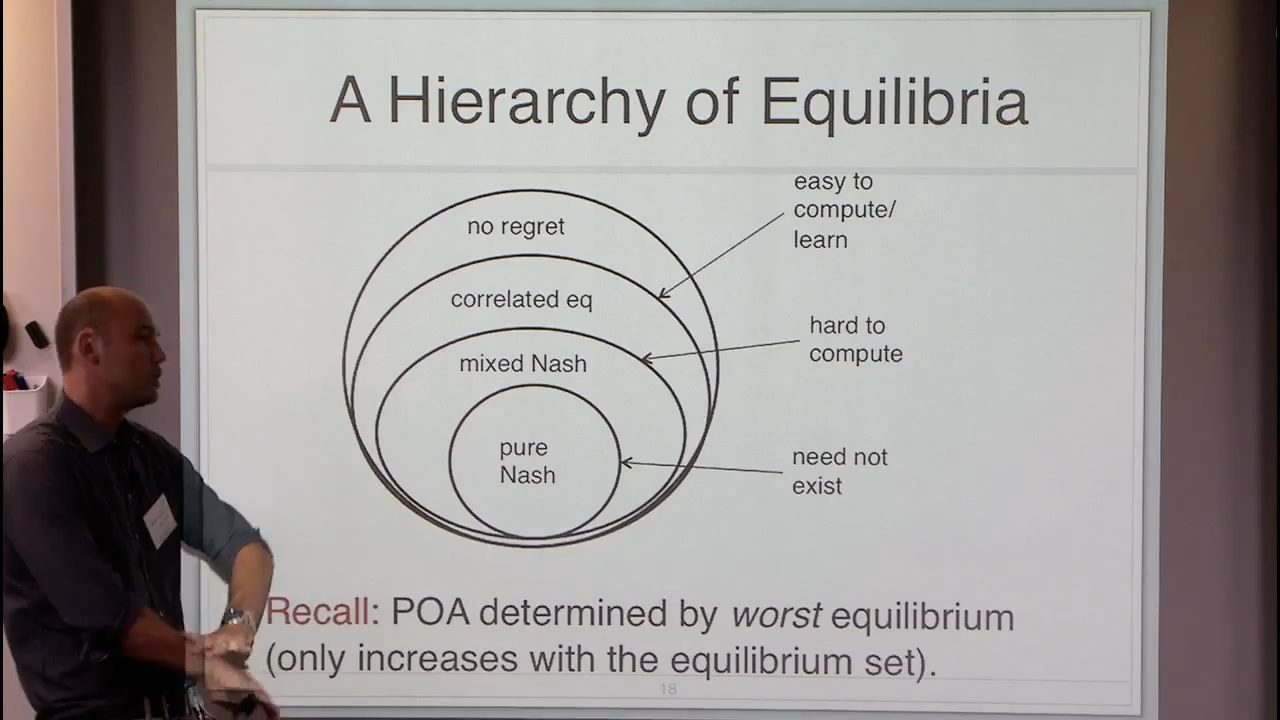 A Hierarchy of Equilibria
no regret
correlated eq
mixed Nash
pure
Nash
easy to
compute/
learn
hard to
compute
need not
exist
Recall: POA determined by worst equilibrium
(only increases with the equilibrium set).
18